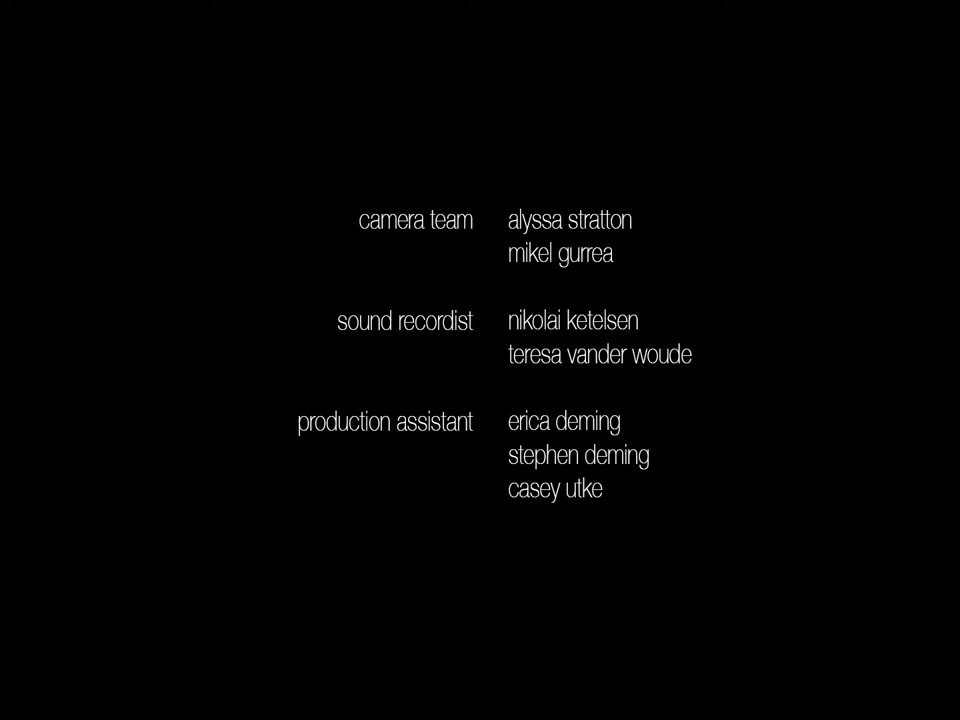 camera team alyssa stratton
mikel gurrea
sound recordist nikolai ketelsen
teresa vander woude
production assistant erica deming
stephen deming
casey utke